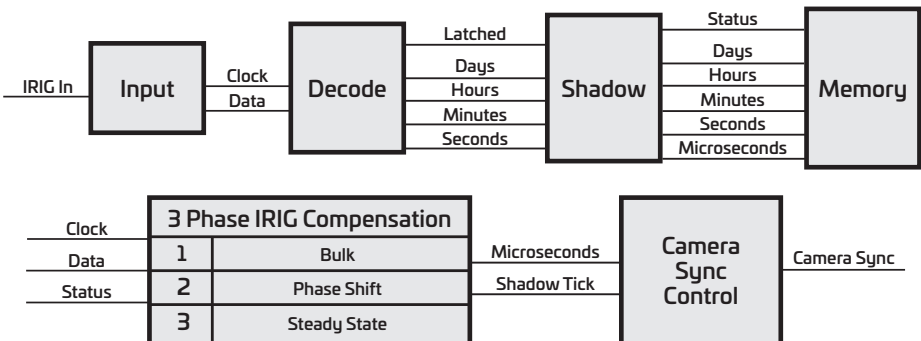 IRIG In
Input
Clock
Data
Decode
Latched
Days
Hours
Minutes
Seconds
Shadow
Status
Days
Hours
Minutes
Seconds
Microseconds
Memory
Clock
Data
Status
3 Phase IRIG Compensation
1 Bulk
2 Phase Shift
3 Steady State
Microseconds
Shadow Tick
Camera
Sync
Control
Camera Sync